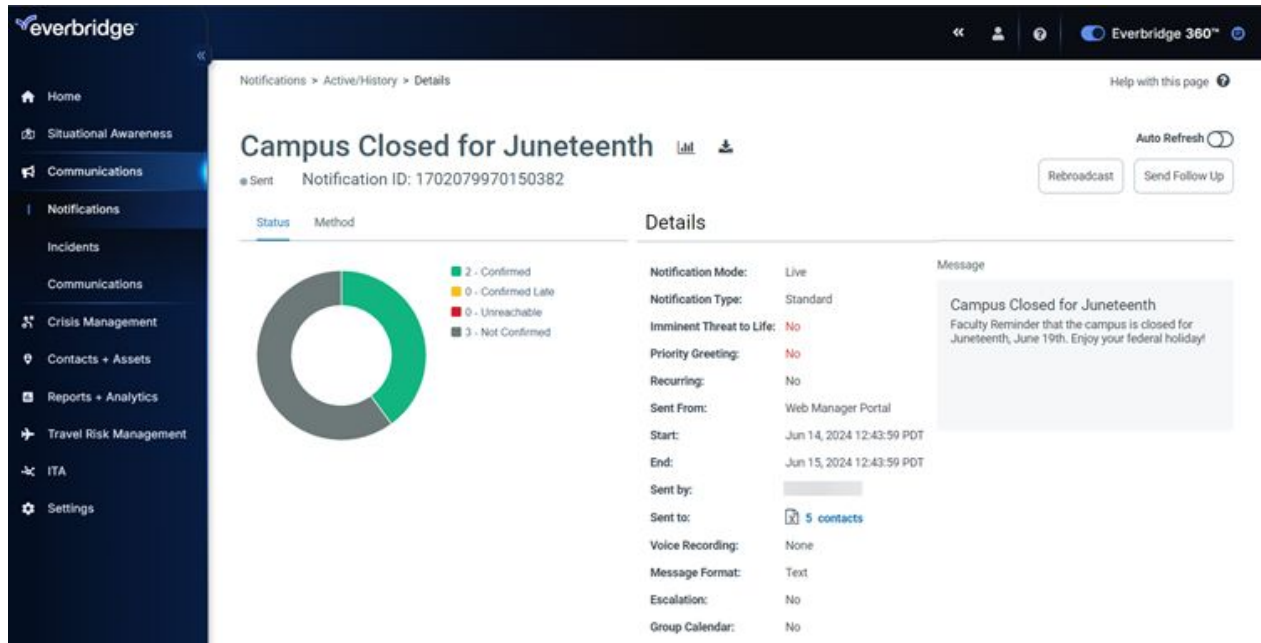 everbridge
Everbridge 360™
Home
Situational Awareness
Communications
Notifications
Incidents
Communications
Crisis Management
Contacts + Assets
Reports + Analytics
Travel Risk Management
ITA
Settings
Notifications > Active/History > Details
Help with this page
Campus Closed for Juneteenth
Auto Refresh
Sent Notification ID: 1702079970150382
Rebroadcast
Send Follow Up
Status Method
2 - Confirmed
0 - Confirmed Late
0 - Unreachable
3 - Not Confirmed
Details
Notification Mode: Live
Notification Type: Standard
Imminent Threat to Life: No
Priority Greeting: No
Recurring: No
Sent From: Web Manager Portal
Start: Jun 14, 2024 12:43:59 PDT
End: Jun 15, 2024 12:43:59 PDT
Sent by:
Sent to: 5 contacts
Voice Recording: None
Message Format: Text
Escalation: No
Group Calendar: No
Message
Campus Closed for Juneteenth
Faculty Reminder that the campus is closed for
Juneteenth, June 19th. Enjoy your federal holiday!